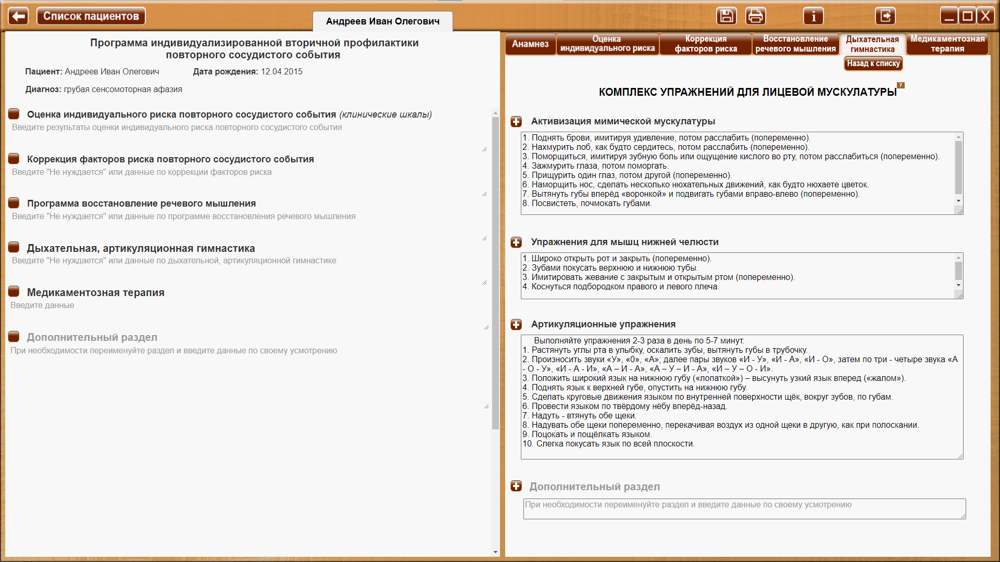 Список пациентов
Андреев Иван Олегович
Программа индивидуализированной вторичной профилактики
повторного сосудистого события
Пациент: Андреев Иван Олегович Дата рождения: 12.04.2015
Диагноз: грубая сенсомоторная афазия
Оценка индивидуального риска повторного сосудистого события (клинические шкалы)
Введите результаты оценки индивидуального риска повторного сосудистого события
Коррекция факторов риска повторного сосудистого события
Введите "Не нуждается" или данные по коррекции факторов риска
Программа восстановление речевого мышления
Введите "Не нуждается" или данные по программе восстановления речевого мышления
Дыхательная, артикуляционная гимнастика
Введите "Не нуждается" или данные по дыхательной, артикуляционной гимнастике
Медикаментозная терапия
Введите данные
Дополнительный раздел
При необходимости переименуйте раздел и введите данные по своему усмотрению
Анамнез
Оценка
индивидуального риска
Коррекция
факторов риска
Восстановление
речевого мышления
Дыхательная
гимнастика
Медикаментозная
терапия
Назад к списку
КОМПЛЕКС УПРАЖНЕНИЙ ДЛЯ ЛИЦЕВОЙ МУСКУЛАТУРЫ 7
Активизация мимической мускулатуры
1. Поднять брови, имитируя удивление, потом расслабить (попеременно).
2. Нахмурить лоб, как будто сердитесь, потом расслабить (попеременно).
3. Поморщиться, имитируя зубную боль или ощущение кислого во рту, потом расслабиться (попеременно).
4. Зажмурить глаза, потом поморгать.
5. Прищурить один глаз, потом другой (попеременно).
6. Наморщить нос, сделать несколько нюхательных движений, как будто нюхаете цветок.
7. Вытянуть губы вперёд «воронкой» и подвигать губами вправо-влево (попеременно).
8. Посвистеть, почмокать губами.
Упражнения для мышц нижней челюсти
1. Широко открыть рот и закрыть (попеременно).
2. Зубами покусать верхнюю и нижнюю тубы.
3. Имитировать жевание с закрытым и открытым ртом (попеременно).
4. Коснуться подбородком правого и левого плеча.
Артикуляционные упражнения
Выполняйте упражнения 2-3 раза в день по 5-7 минут.
1. Растянуть углы рта в улыбку, оскалить зубы, вытянуть губы в трубочку.
2. Произносить звуки «У», «0», «А»; далее пары звуков «И - У», «И - А», «И - О», затем по три - четыре звука «А
- О - У», «И - А - И», «А – И - А», «А – У – И - А», «И – У – О - И».
3. Положить широкий язык на нижнюю губу («лопаткой») – высунуть узкий язык вперед («жалом»).
4. Поднять язык к верхней губе, опустить на нижнюю губу.
5. Сделать круговые движения языком по внутренней поверхности щёк, вокруг зубов, по губам.
6. Провести языком по твёрдому нёбу вперёд-назад.
7. Надуть - втянуть обе щеки.
8. Надувать обе щеки попеременно, перекачивая воздух из одной щеки в другую, как при полоскании.
9. Поцокать и пощёлкать языком.
10. Слегка покусать язык по всей плоскости.
Дополнительный раздел
При необходимости переименуйте раздел и введите данные по своему усмотрению